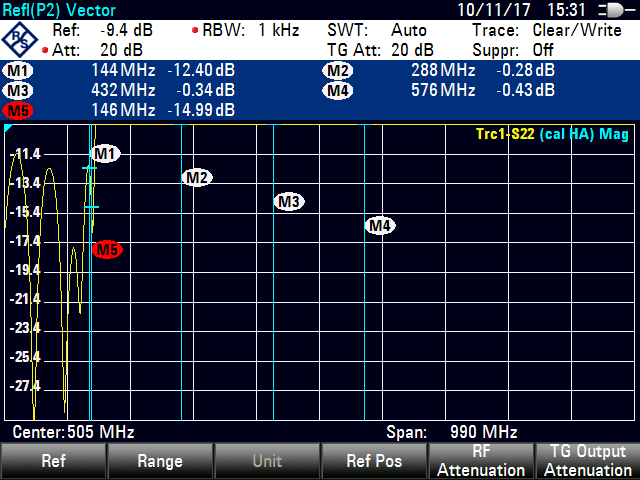 Refl(P2) Vector 10/11/17 15:31
Ref: -9.4 dB RBW: 1 kHz SWT: Auto Trace: Clear/Write
Att: 20 dB TG Att: 20 dB Suppr: Off
R S
M1 144 MHz -12.40 dB M2 288 MHz -0.28 dB
M3 432 MHz -0.34 dB M4 576 MHz -0.43 dB
M5 146 MHz -14.99 dB
Trc1-S22 (cal HA) Mag
-11.4
M1
-13.4
M2
-15.4
M3
M4
-17.4
M5
-19.4
-21.4
-23.4
-25.4
-27.4
Center: 505 MHz Span: 990 MHz
Ref Range Unit Ref Pos RF Attenuation TG Output Attenuation